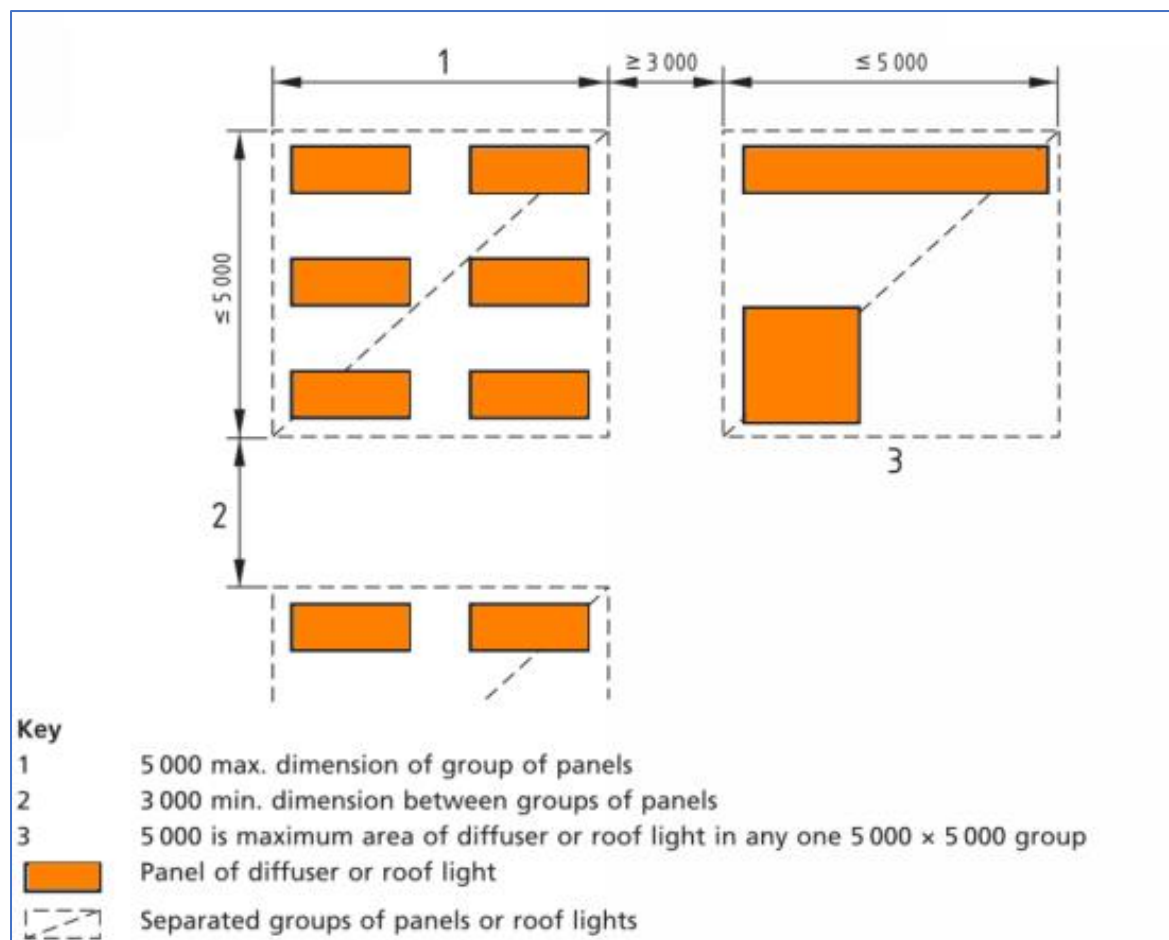 1
≥ 3 000
≤ 5 000
≤ 5 000
3
2
Key
1 5 000 max. dimension of group of panels
2 3 000 min. dimension between groups of panels
3 5 000 is maximum area of diffuser or roof light in any one 5 000 × 5 000 group
Panel of diffuser or roof light
Separated groups of panels or roof lights